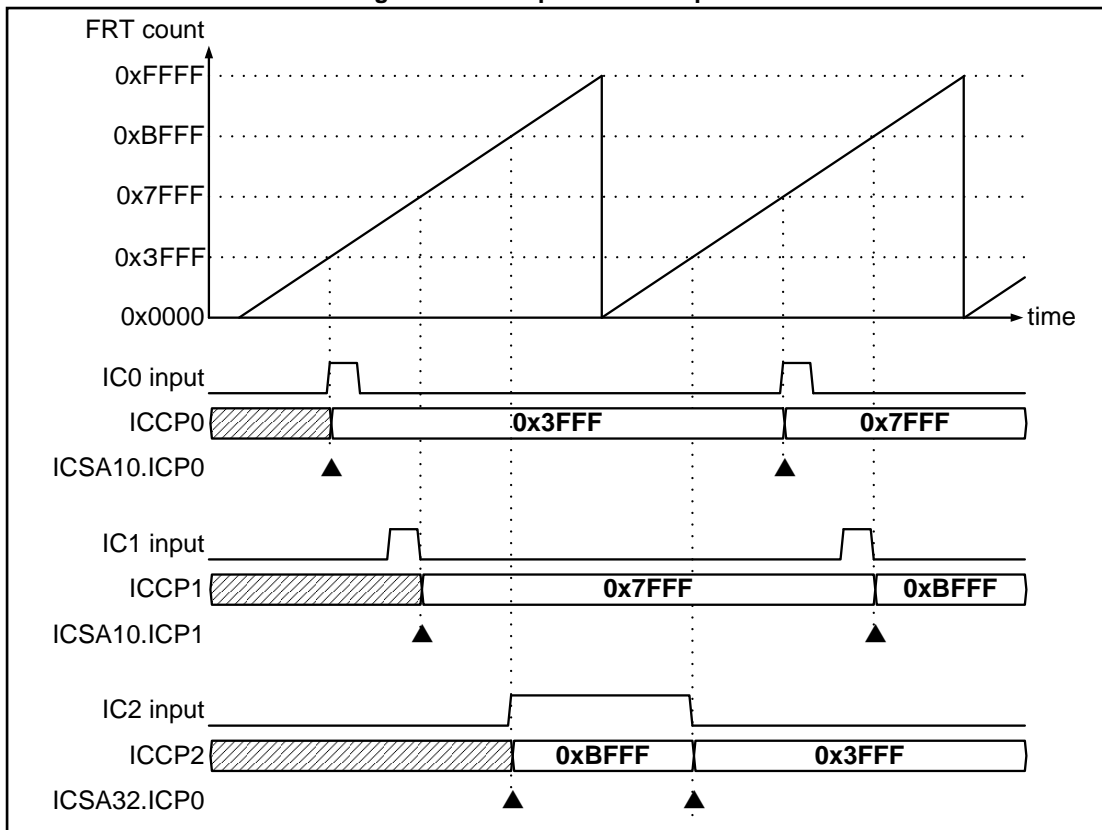 FRT count
0xFFFF
0xBFFF
0x7FFF
0x3FFF
0x0000
time
IC0 input
ICCP0 0x3FFF 0x7FFF
ICSA10.ICP0
IC1 input
ICCP1 0x7FFF 0xBFFF
ICSA10.ICP1
IC2 input
ICCP2 0xBFFF 0x3FFF
ICSA32.ICP0